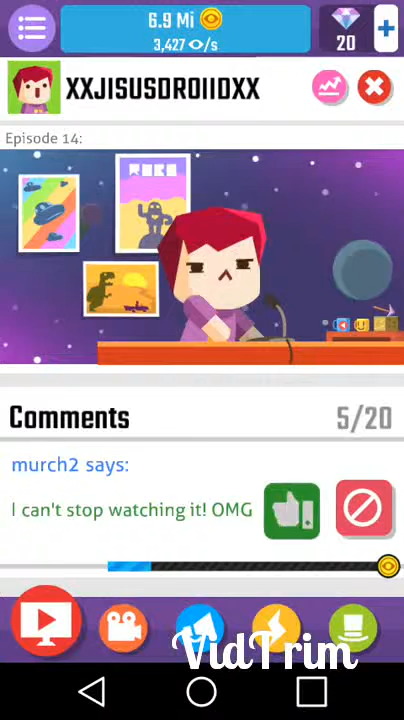 6.9 Mi
3,427 /s
20
XXJISUSDROIIDXX
Episode 14:
ROKO
Comments
5/20
murch2 says:
I can't stop watching it! OMG
VidTrim